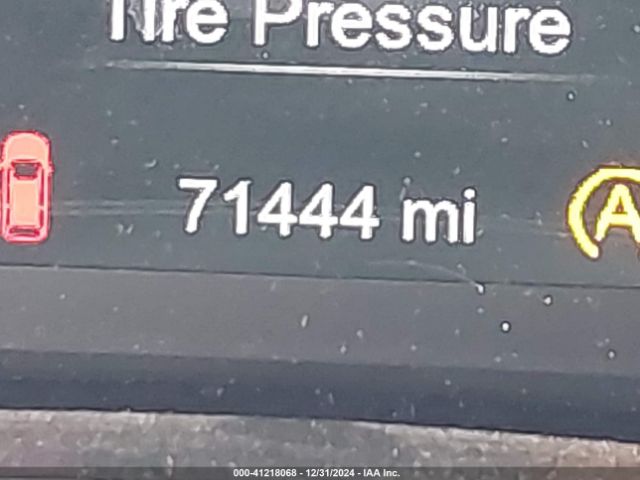 Tire Pressure
71444 mi
A
000-41218068 - 12/31/2024 - IAA Inc.